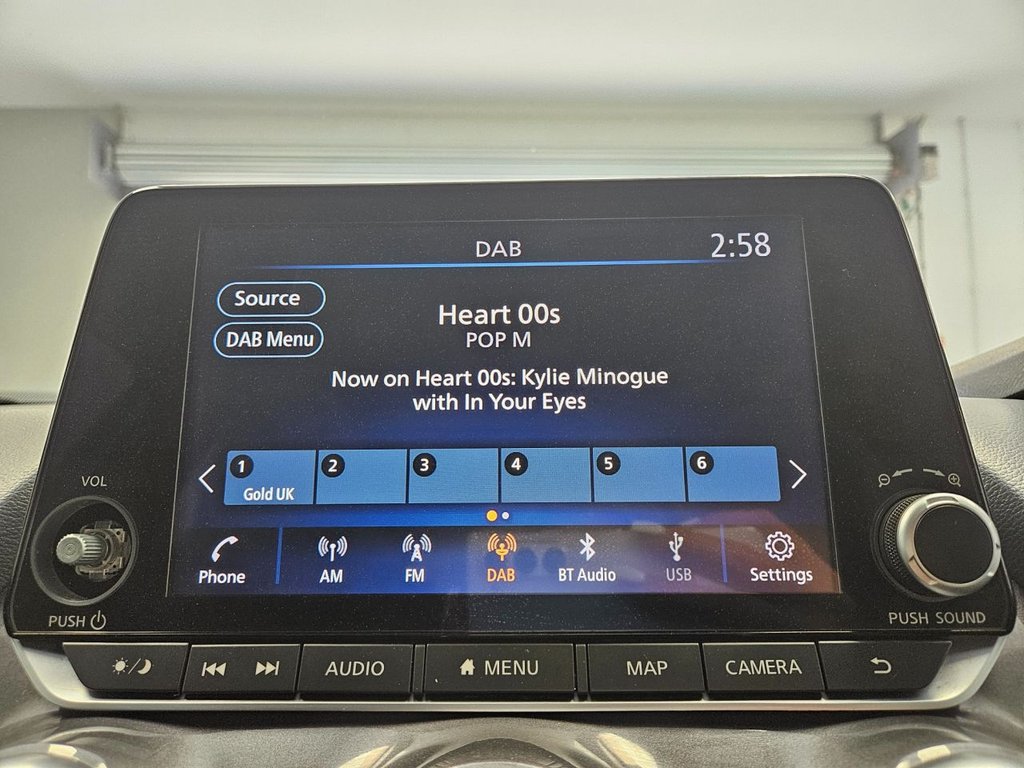 DAB
2:58
Source
DAB Menu
Heart 00s
POP M
Now on Heart 00s: Kylie Minogue
with In Your Eyes
1 2 3 4 5 6
Gold UK
Phone AM FM DAB BT Audio USB Settings
VOL
PUSH
PUSH SOUND
AUDIO MENU MAP CAMERA